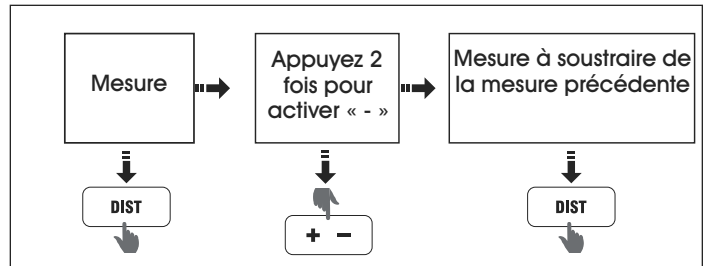 Mesure
Appuyez 2
fois pour
activer « - »
Mesure à soustraire de
la mesure précédente
DIST
+ −
DIST